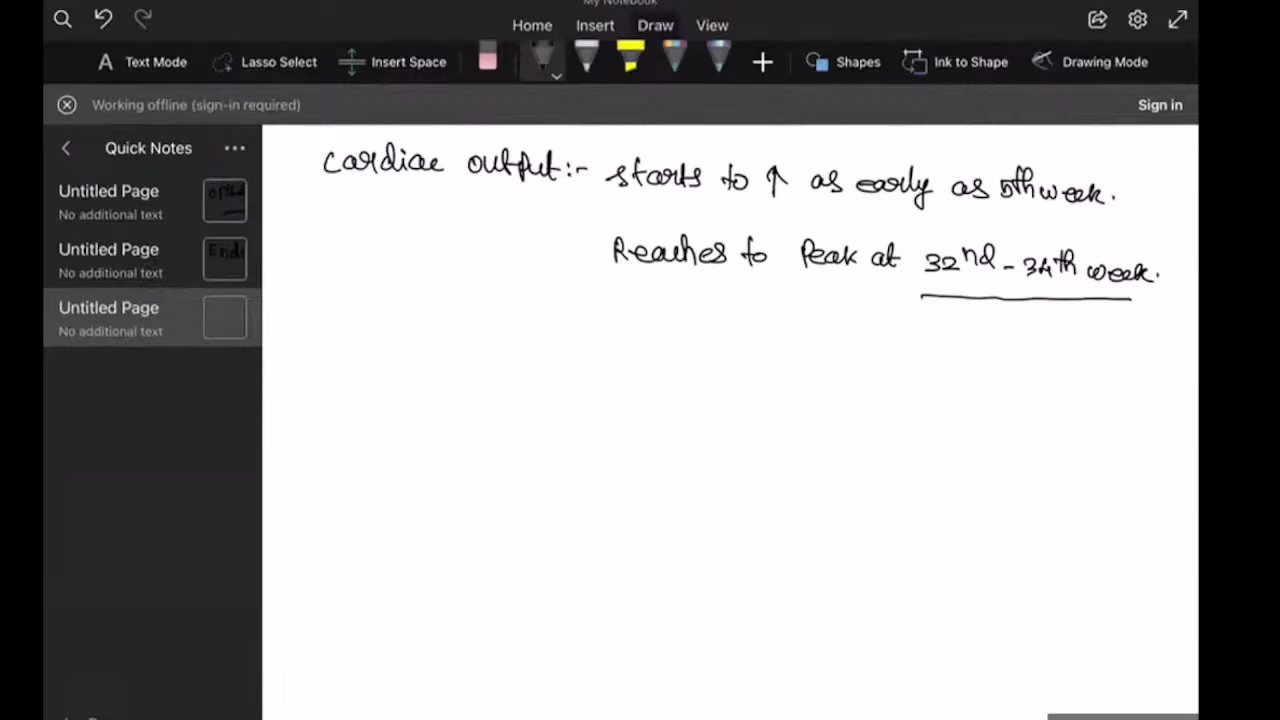 My Notebook
Home Insert Draw View
Text Mode Lasso Select Insert Space Shapes Ink to Shape Drawing Mode
Working offline (sign-in required) Sign in
Quick Notes
Untitled Page
No additional text
Untitled Page
No additional text
Untitled Page
No additional text
Cardiac output:- starts to ↑ as early as 5th week.
Reaches to Peak at 32nd - 34th week.